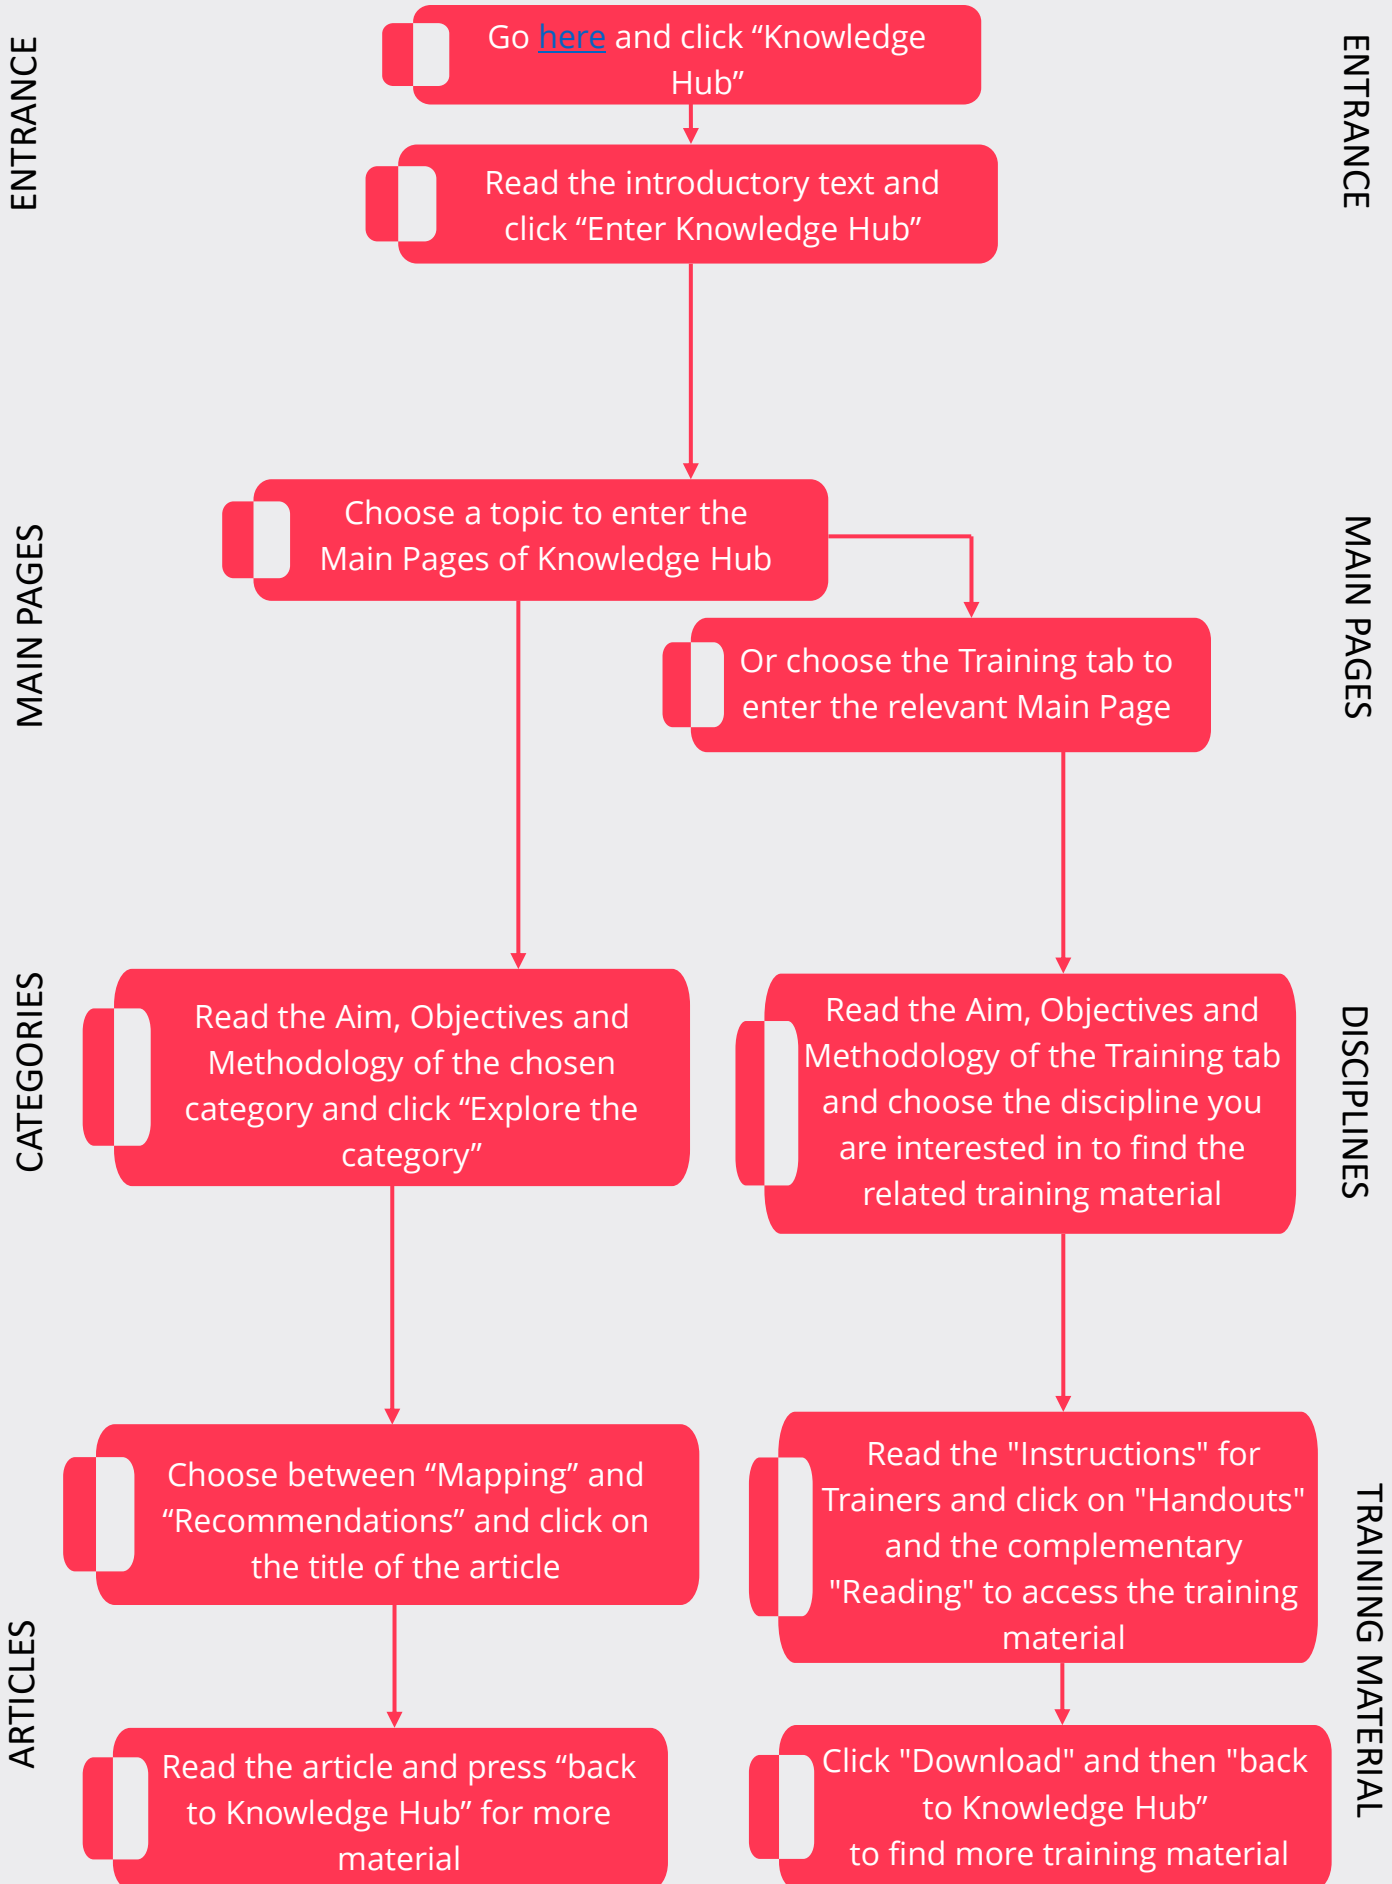 ENTRANCE
ENTRANCE
Go here and click “Knowledge
Hub”
Read the introductory text and
click “Enter Knowledge Hub”
MAIN PAGES
MAIN PAGES
Choose a topic to enter the
Main Pages of Knowledge Hub
Or choose the Training tab to
enter the relevant Main Page
CATEGORIES
DISCIPLINES
Read the Aim, Objectives and
Methodology of the chosen
category and click “Explore the
category”
Read the Aim, Objectives and
Methodology of the Training tab
and choose the discipline you
are interested in to find the
related training material
ARTICLES
TRAINING MATERIAL
Choose between “Mapping” and
“Recommendations” and click on
the title of the article
Read the "Instructions" for
Trainers and click on "Handouts"
and the complementary
"Reading" to access the training
material
Read the article and press “back
to Knowledge Hub” for more
material
Click "Download" and then "back
to Knowledge Hub”
to find more training material